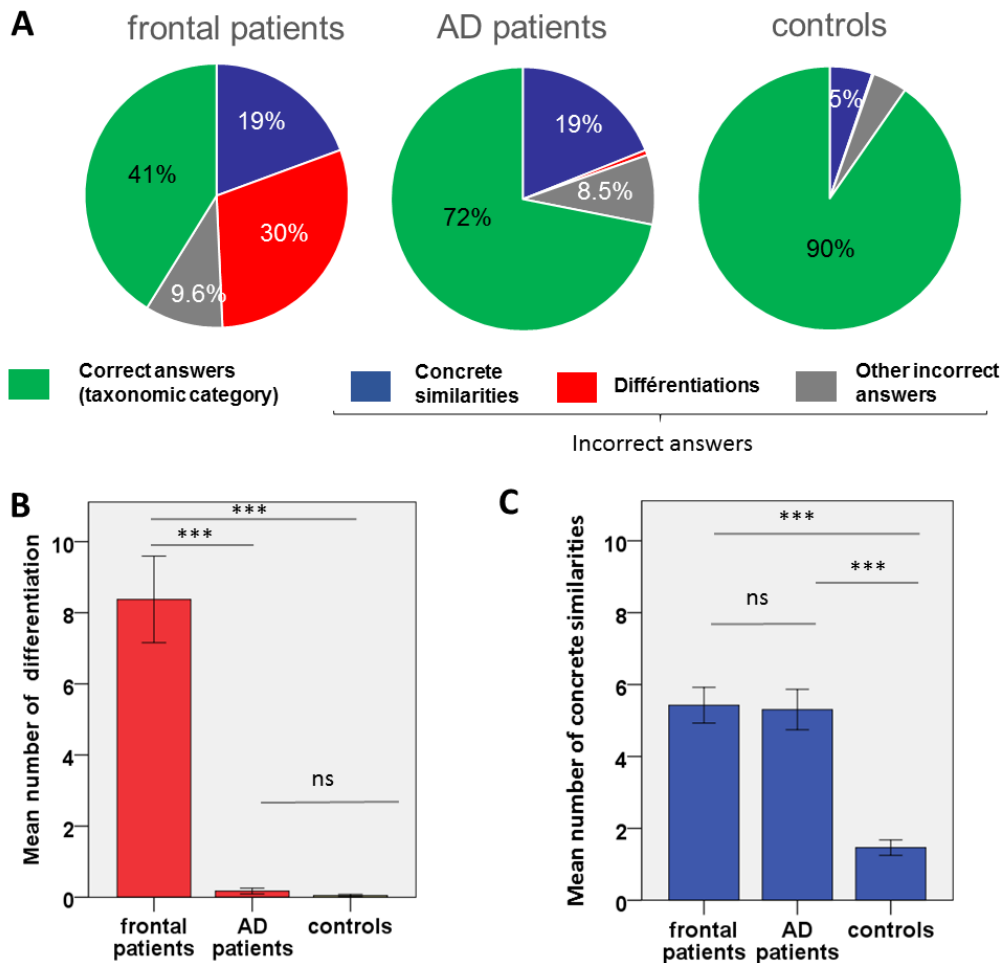 A
frontal patients
AD patients
controls
19%
41%
30%
9.6%
19%
8.5%
72%
5%
90%
Correct answers
(taxonomic category)
Concrete
similarities
Différentiations
Other incorrect
answers
Incorrect answers
B
Mean number of differentiation
10
8
6
4
2
0
***
***
ns
frontal
patients
AD
patients
controls
C
Mean number of concrete similarities
10
8
6
4
2
0
***
***
ns
frontal
patients
AD
patients
controls